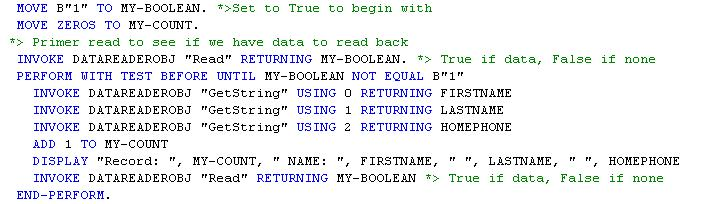 MOVE B"1" TO MY-BOOLEAN. *>Set to True to begin with
MOVE ZEROS TO MY-COUNT.
*> Primer read to see if we have data to read back
INVOKE DATAREADEROBJ "Read" RETURNING MY-BOOLEAN. *> True if data, False if none
PERFORM WITH TEST BEFORE UNTIL MY-BOOLEAN NOT EQUAL B"1"
INVOKE DATAREADEROBJ "GetString" USING 0 RETURNING FIRSTNAME
INVOKE DATAREADEROBJ "GetString" USING 1 RETURNING LASTNAME
INVOKE DATAREADEROBJ "GetString" USING 2 RETURNING HOMEPHONE
ADD 1 TO MY-COUNT
DISPLAY "Record: ", MY-COUNT, " NAME: ", FIRSTNAME, " ", LASTNAME, " ", HOMEPHONE
INVOKE DATAREADEROBJ "Read" RETURNING MY-BOOLEAN *> True if data, False if none
END-PERFORM.